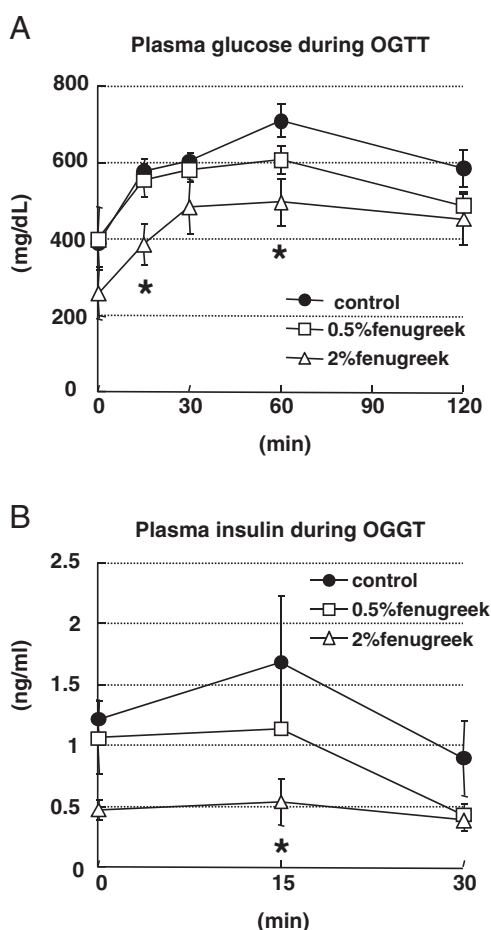 A
Plasma glucose during OGTT
800
600
400
200
0
(mg/dL)
*
*
control
0.5%fenugreek
2%fenugreek
0 30 60 90 120
(min)
B
Plasma insulin during OGGT
2.5
2
1.5
1
0.5
0
(ng/ml)
control
0.5%fenugreek
2%fenugreek
*
0 15 30
(min)